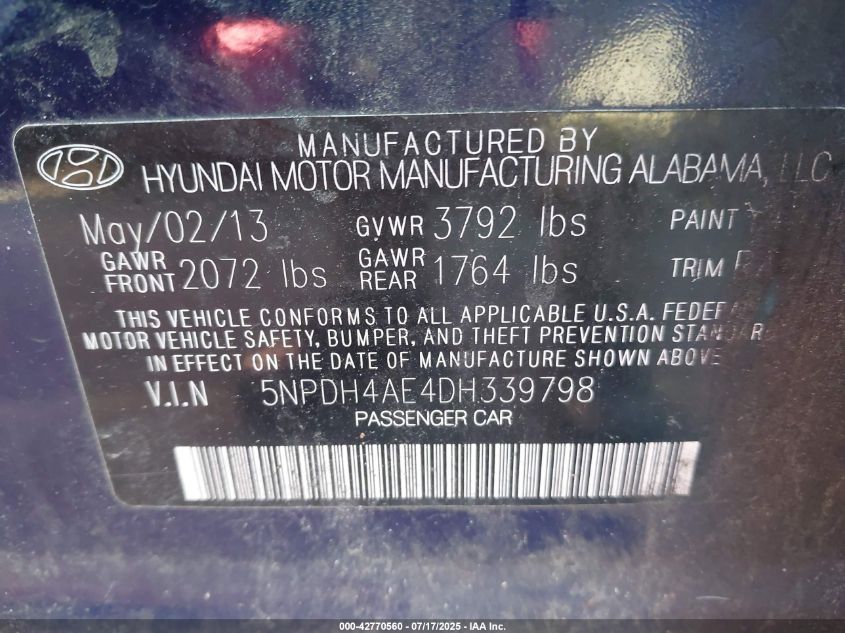 MANUFACTURED BY
HYUNDAI MOTOR MANUFACTURING ALABAMA, LLC
May/02/13 GVWR 3792 lbs PAINT
GAWR FRONT 2072 lbs GAWR REAR 1764 lbs TRIM
THIS VEHICLE CONFORMS TO ALL APPLICABLE U.S.A. FEDERA
MOTOR VEHICLE SAFETY, BUMPER, AND THEFT PREVENTION STANDAR
IN EFFECT ON THE DATE OF MANUFACTURE SHOWN ABOVE
V.I.N 5NPDH4AE4DH339798
PASSENGER CAR
000-42770560 - 07/17/2025 - IAA Inc.